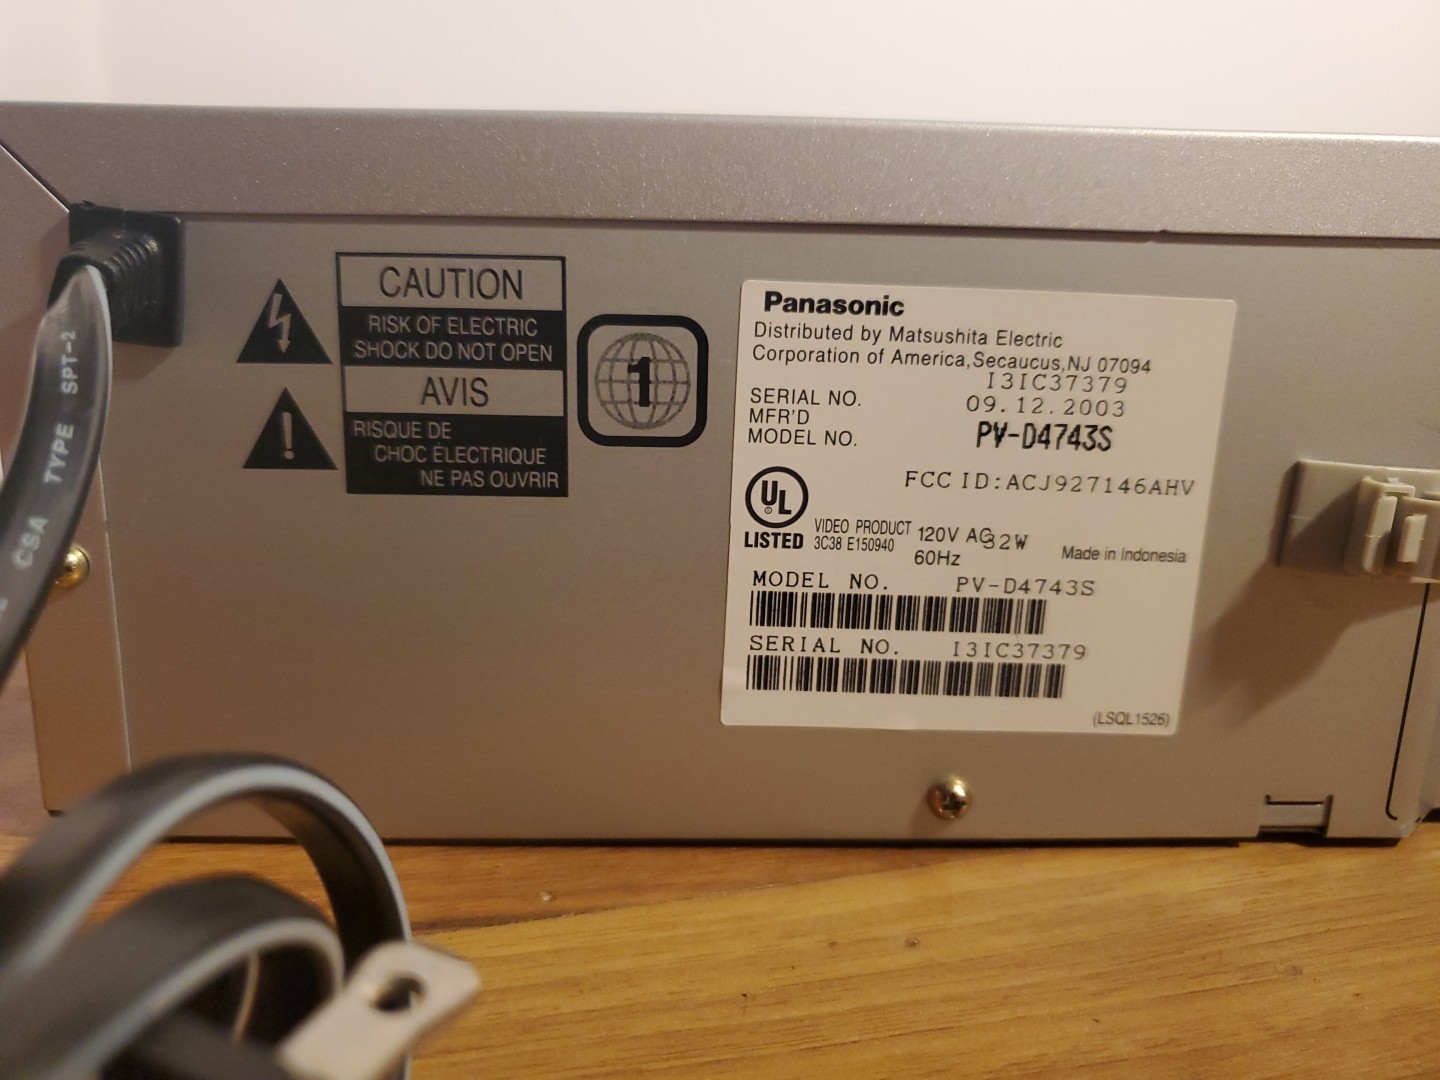 CAUTION
RISK OF ELECTRIC
SHOCK DO NOT OPEN
AVIS
RISQUE DE
CHOC ÉLECTRIQUE
NE PAS OUVRIR
1
Panasonic
Distributed by Matsushita Electric
Corporation of America,Secaucus,NJ 07094
SERIAL NO. I3IC37379
MFR'D 09.12.2003
MODEL NO. PV-D4743S
FCC ID:ACJ927146AHV
UL
LISTED
VIDEO PRODUCT
3C38 E150940
120V AC 32W
60Hz
Made in Indonesia
MODEL NO. PV-D4743S
SERIAL NO. I3IC37379
(LSQL1526)
CSA TYPE SPT-2